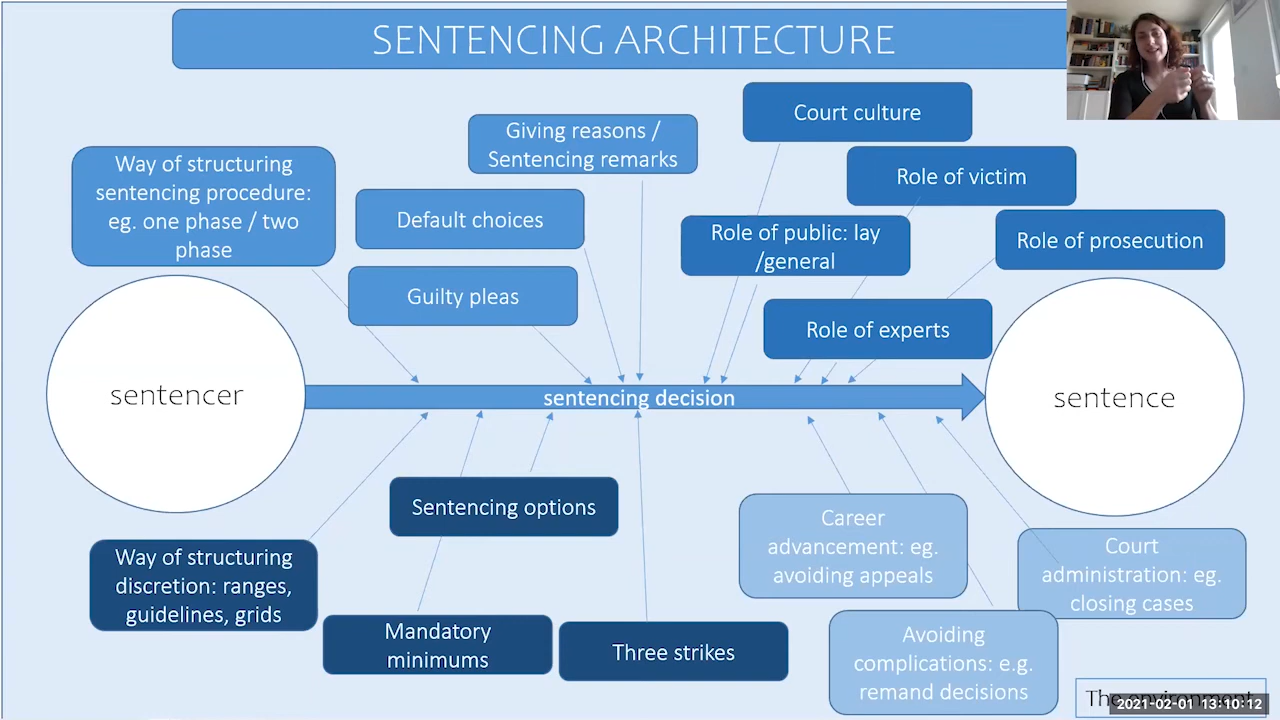 SENTENCING ARCHITECTURE
Court culture
Giving reasons /
Sentencing remarks
Way of structuring
sentencing procedure:
eg. one phase / two
phase
Role of victim
Default choices
Role of public: lay
/general
Role of prosecution
Guilty pleas
Role of experts
sentencer
sentencing decision
sentence
Sentencing options
Career
advancement: eg.
avoiding appeals
Way of structuring
discretion: ranges,
guidelines, grids
Court
administration: eg.
closing cases
Mandatory
minimums
Three strikes
Avoiding
complications: e.g.
remand decisions
The environment
2021-02-01 13:10:12